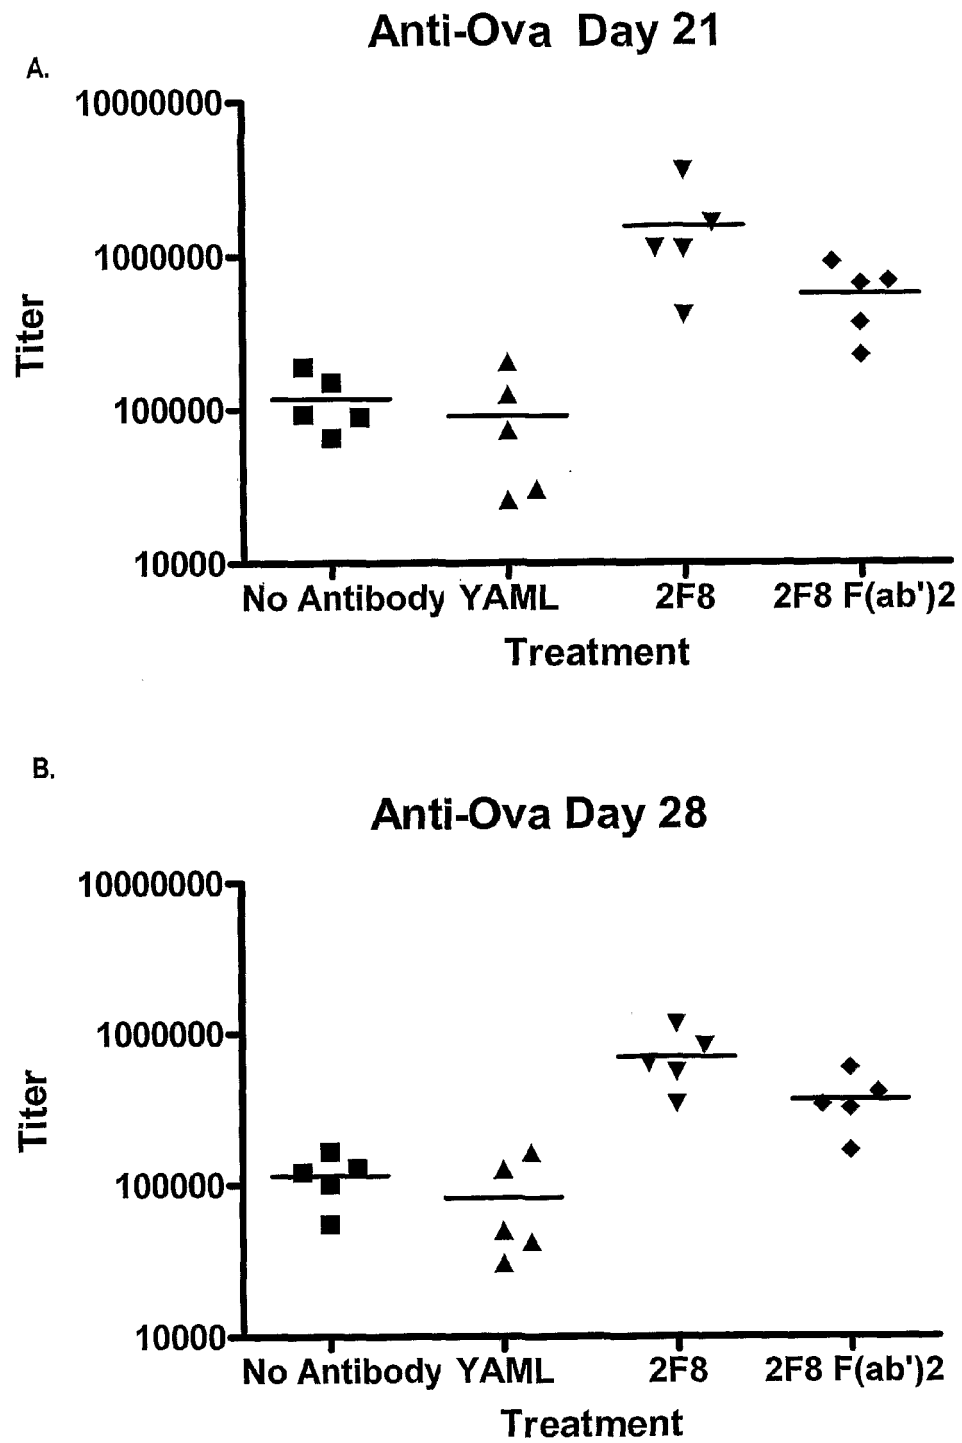 Anti-Ova Day 21
A.
10000000
1000000
100000
10000
Titer
No Antibody YAML 2F8 2F8 F(ab')2
Treatment
B.
Anti-Ova Day 28
10000000
1000000
100000
10000
Titer
No Antibody YAML 2F8 2F8 F(ab')2
Treatment